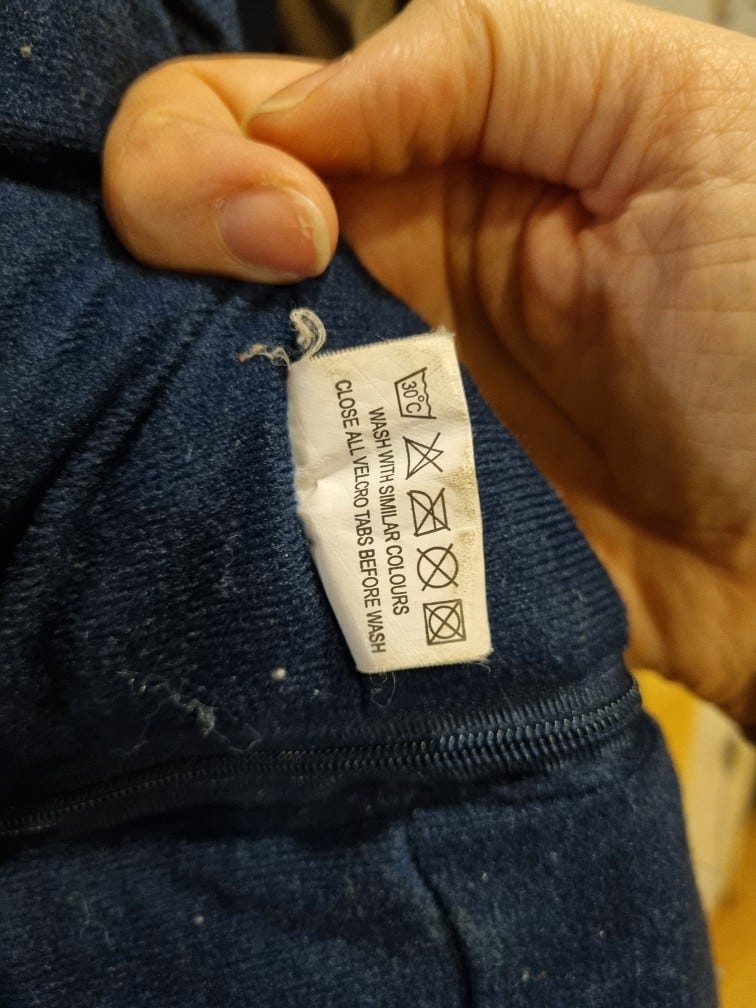 30°C
WASH WITH SIMILAR COLOURS
CLOSE ALL VELCRO TABS BEFORE WASH